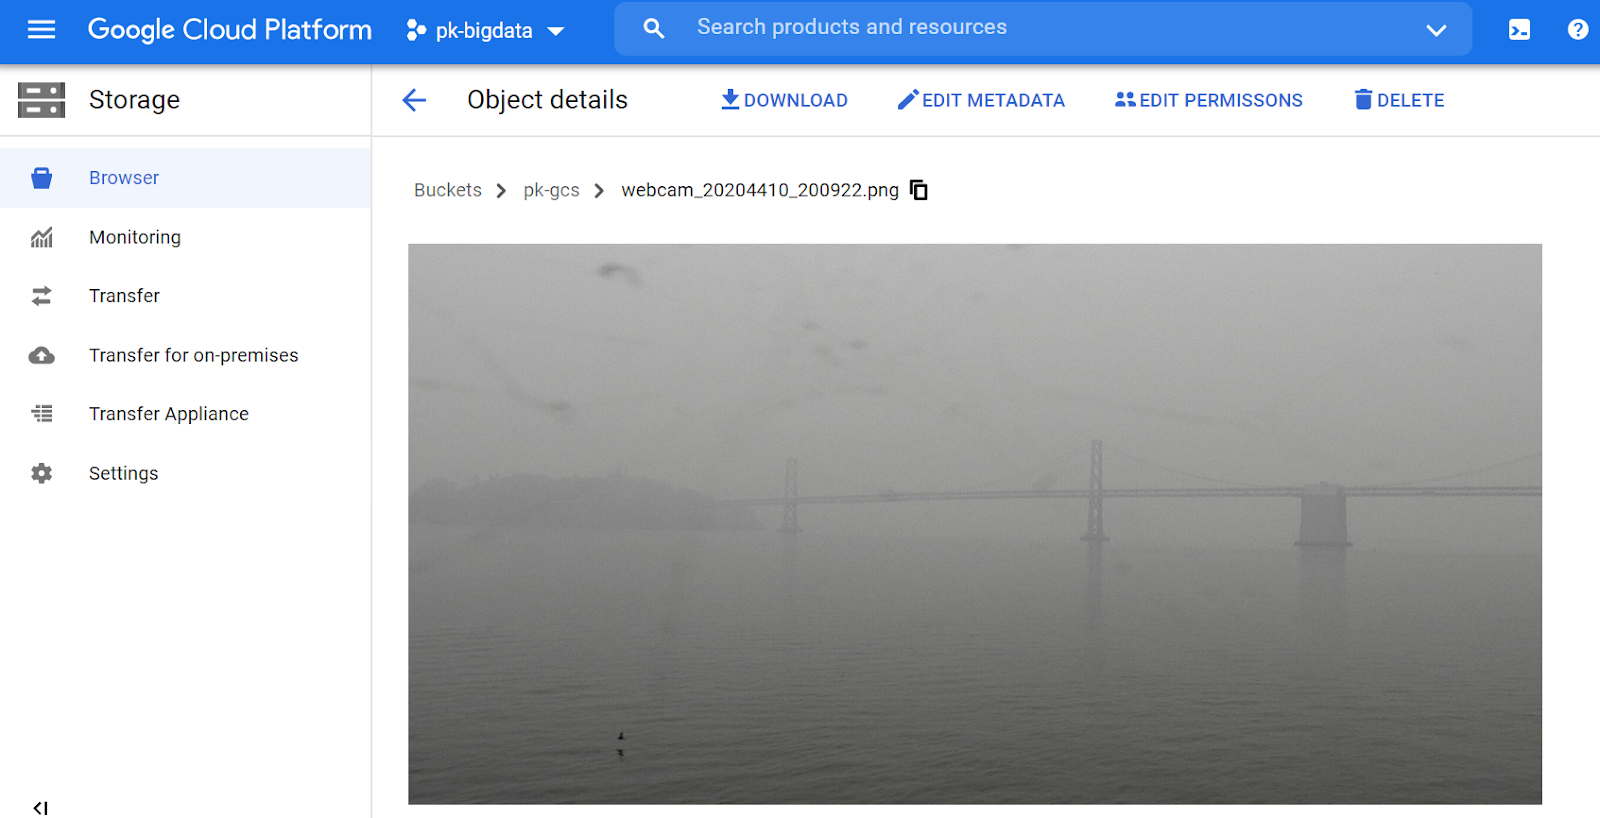 Google Cloud Platform pk-bigdata Search products and resources
Storage
Object details DOWNLOAD EDIT METADATA EDIT PERMISSONS DELETE
Browser
Monitoring
Transfer
Transfer for on-premises
Transfer Appliance
Settings
Buckets pk-gcs webcam_20204410_200922.png